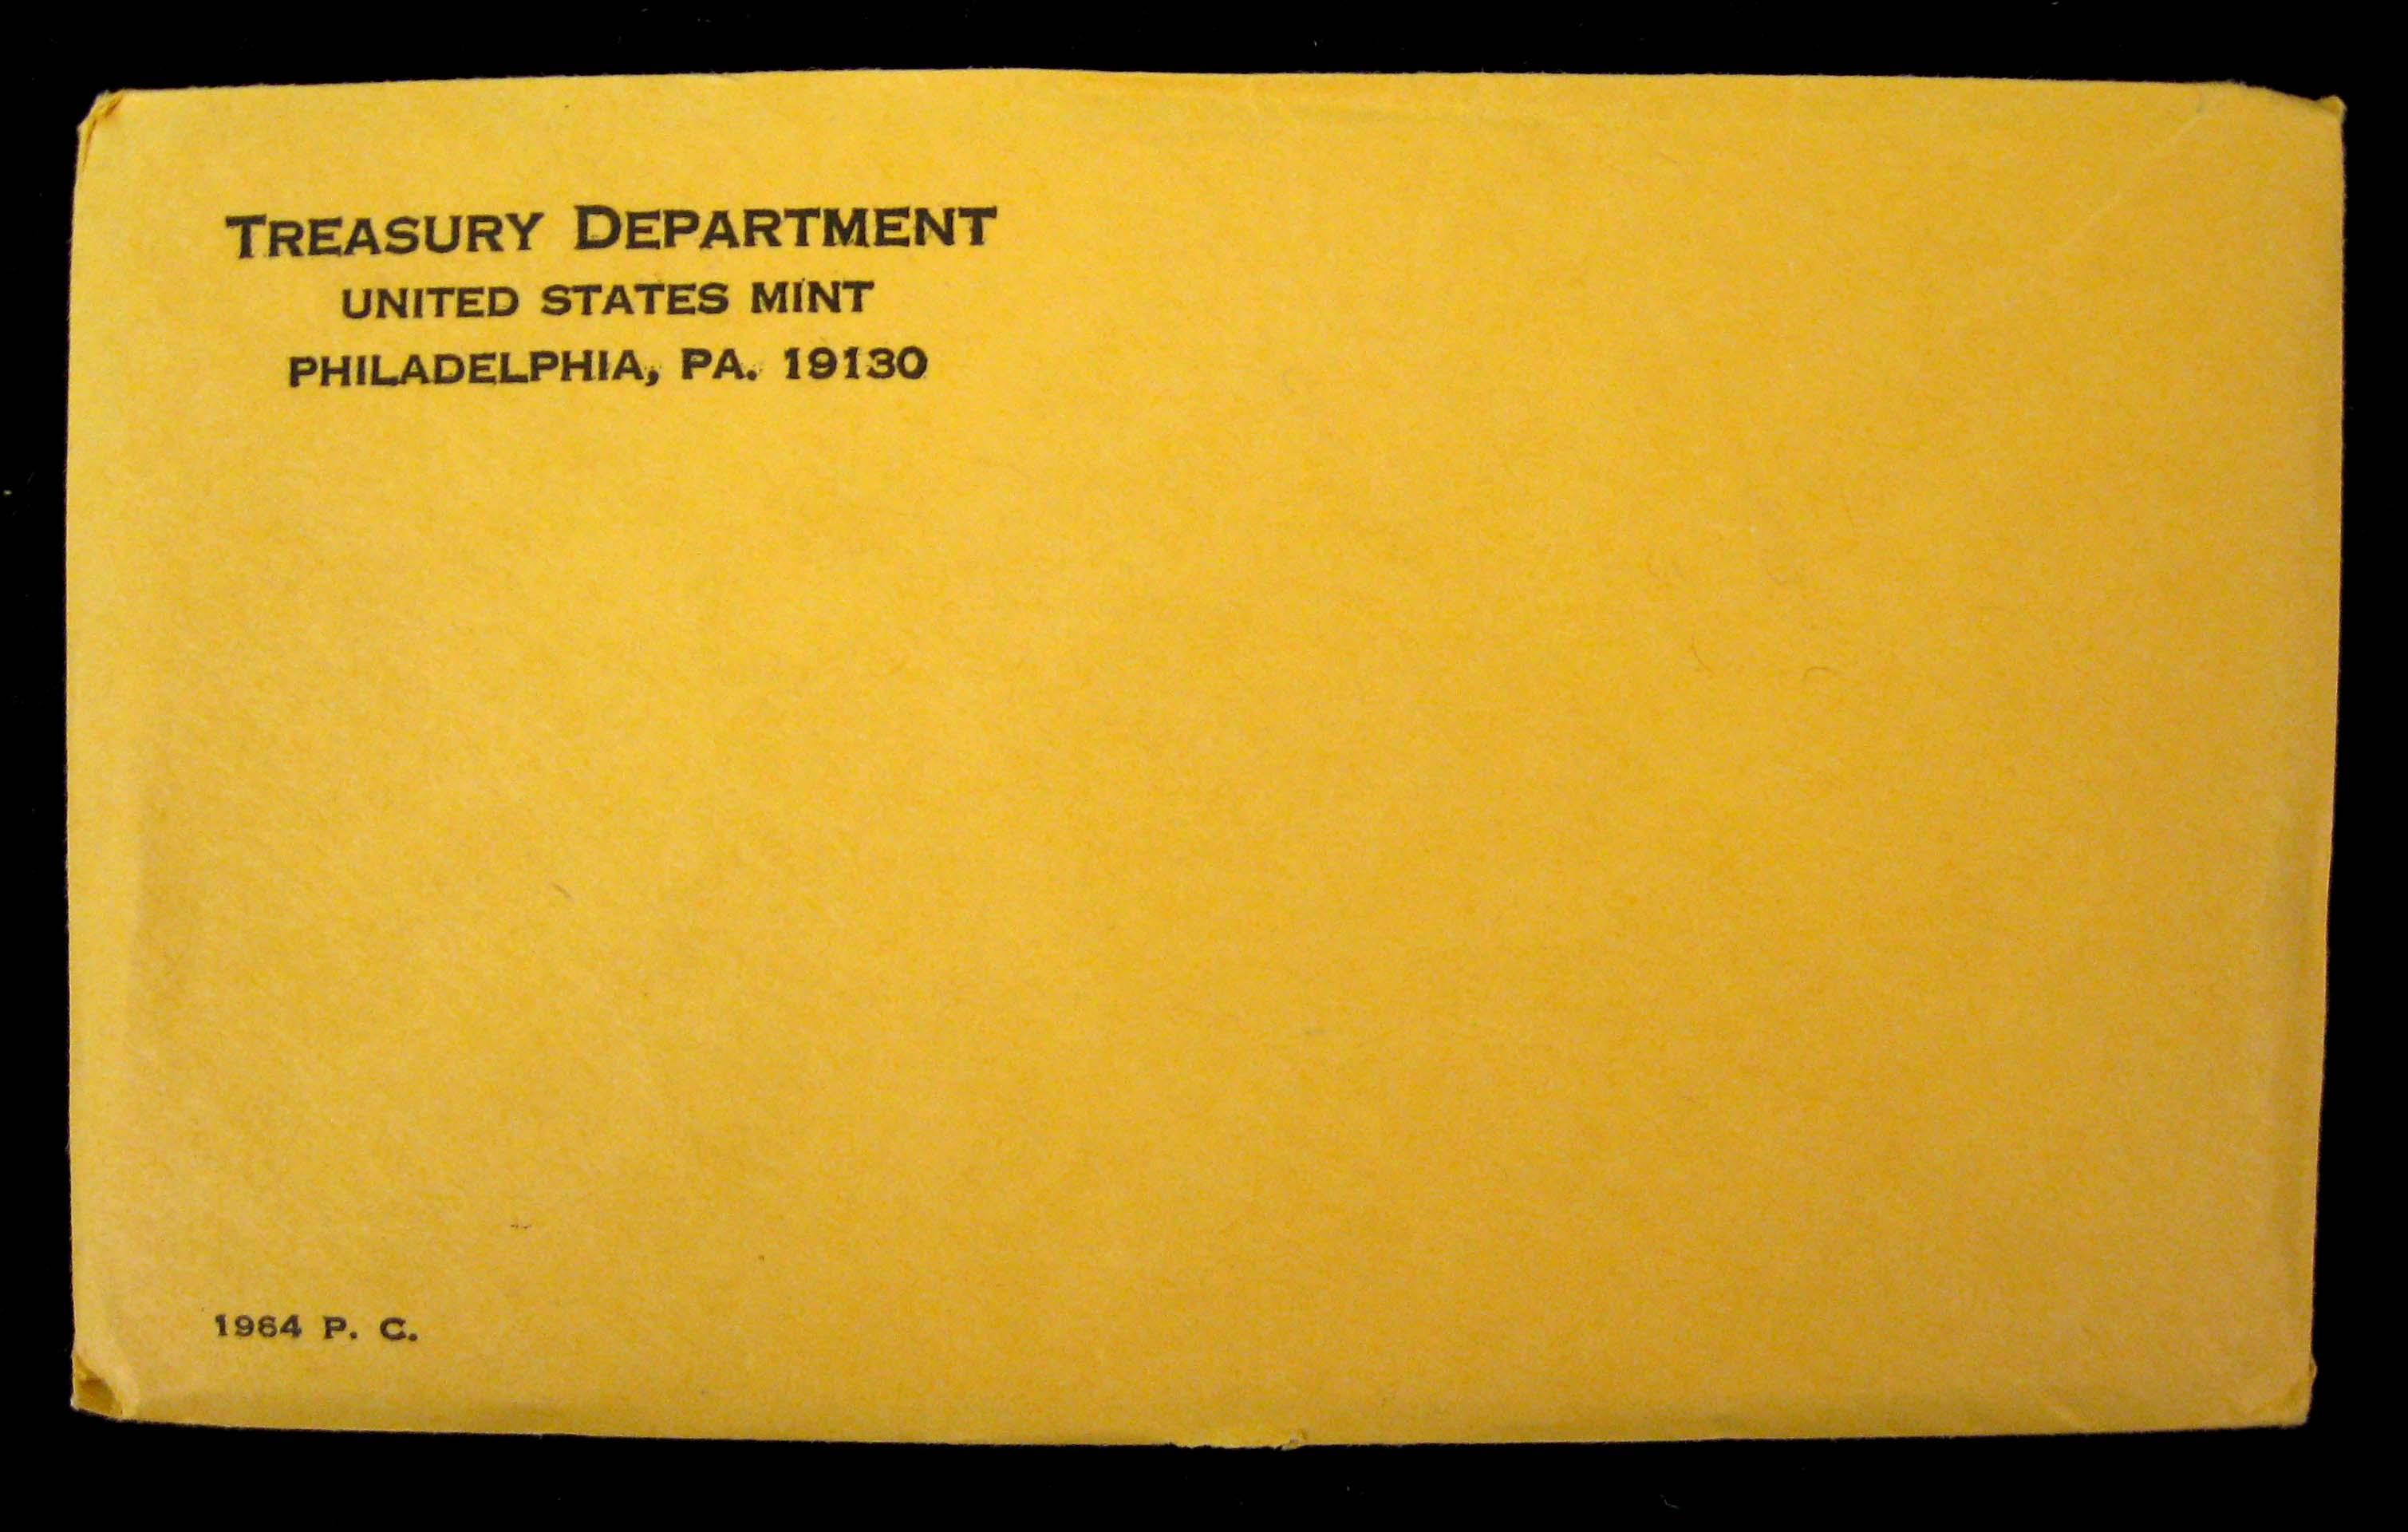 TREASURY DEPARTMENT
UNITED STATES MINT
PHILADELPHIA, PA. 19130
1964 P. C.